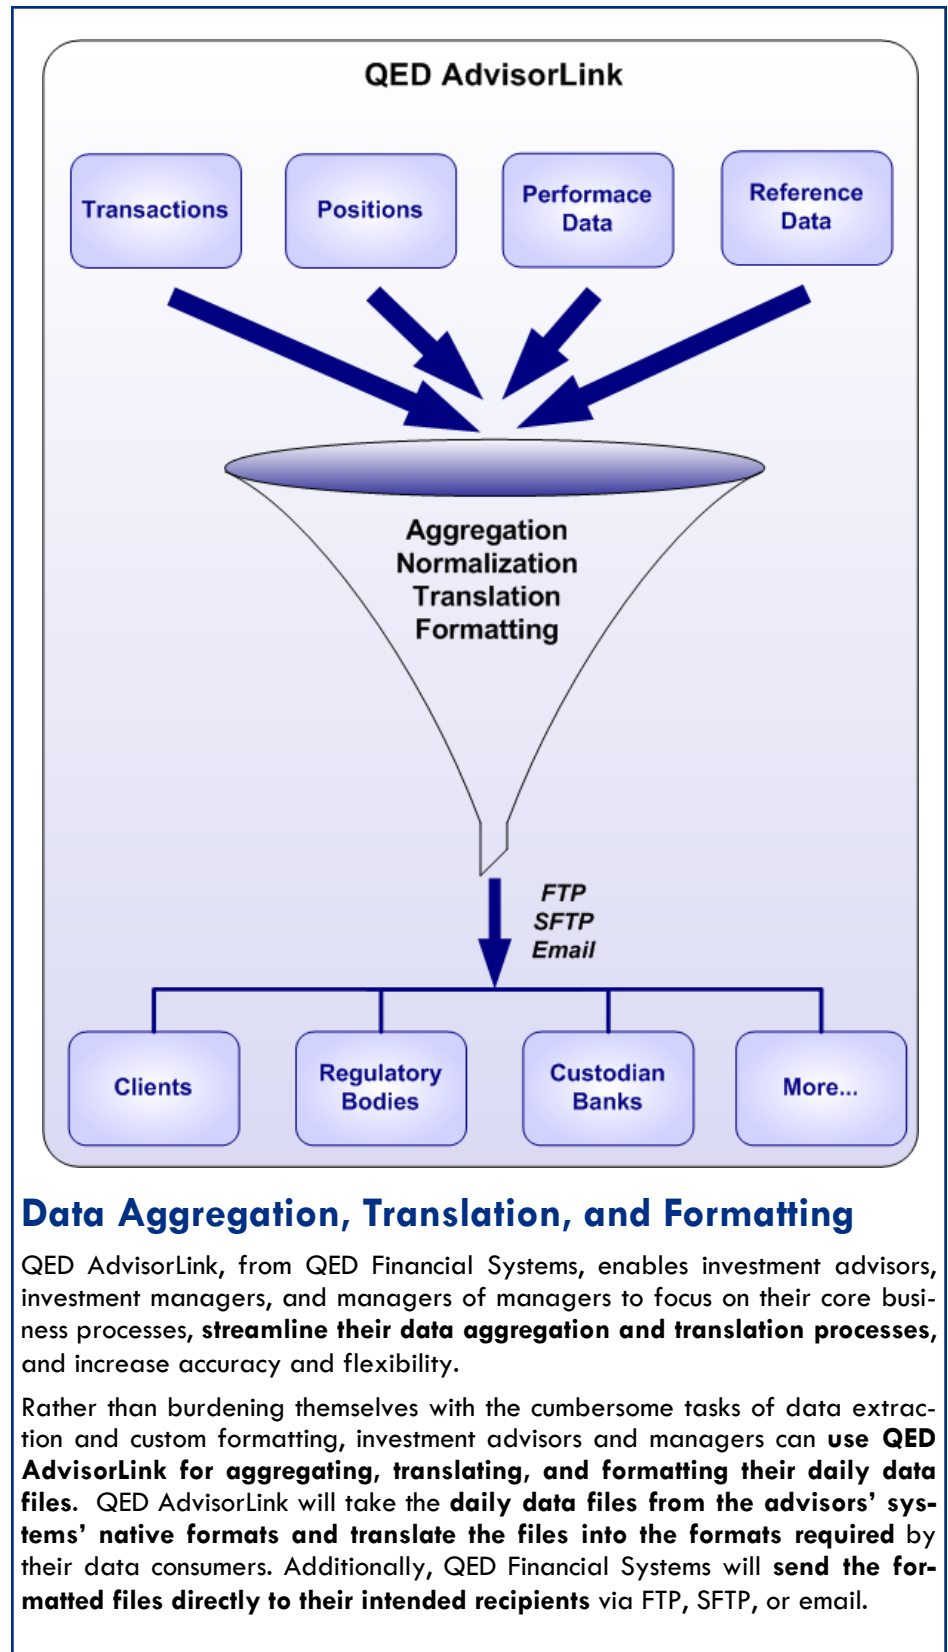 QED AdvisorLink
Transactions
Positions
Performace
Data
Reference
Data
Aggregation
Normalization
Translation
Formatting
FTP
SFTP
Email
Clients
Regulatory
Bodies
Custodian
Banks
More...
Data Aggregation, Translation, and Formatting
QED AdvisorLink, from QED Financial Systems, enables investment advisors,
investment managers, and managers of managers to focus on their core busi-
ness processes, streamline their data aggregation and translation processes,
and increase accuracy and flexibility.
Rather than burdening themselves with the cumbersome tasks of data extrac-
tion and custom formatting, investment advisors and managers can use QED
AdvisorLink for aggregating, translating, and formatting their daily data
files. QED AdvisorLink will take the daily data files from the advisors’ sys-
tems’ native formats and translate the files into the formats required by
their data consumers. Additionally, QED Financial Systems will send the for-
matted files directly to their intended recipients via FTP, SFTP, or email.